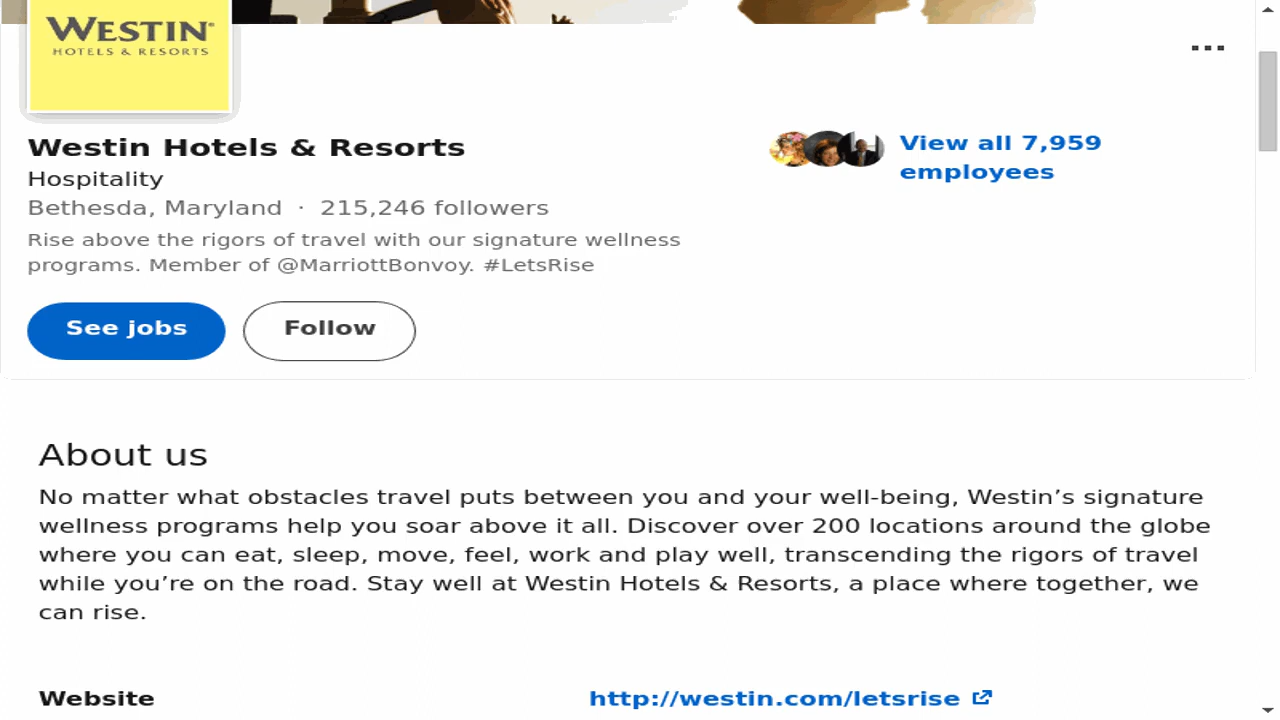 WESTIN®
HOTELS & RESORTS
Westin Hotels & Resorts
Hospitality
Bethesda, Maryland · 215,246 followers
Rise above the rigors of travel with our signature wellness
programs. Member of @MarriottBonvoy. #LetsRise
View all 7,959
employees
See jobs
Follow
About us
No matter what obstacles travel puts between you and your well-being, Westin’s signature
wellness programs help you soar above it all. Discover over 200 locations around the globe
where you can eat, sleep, move, feel, work and play well, transcending the rigors of travel
while you’re on the road. Stay well at Westin Hotels & Resorts, a place where together, we
can rise.
Website
http://westin.com/letsrise